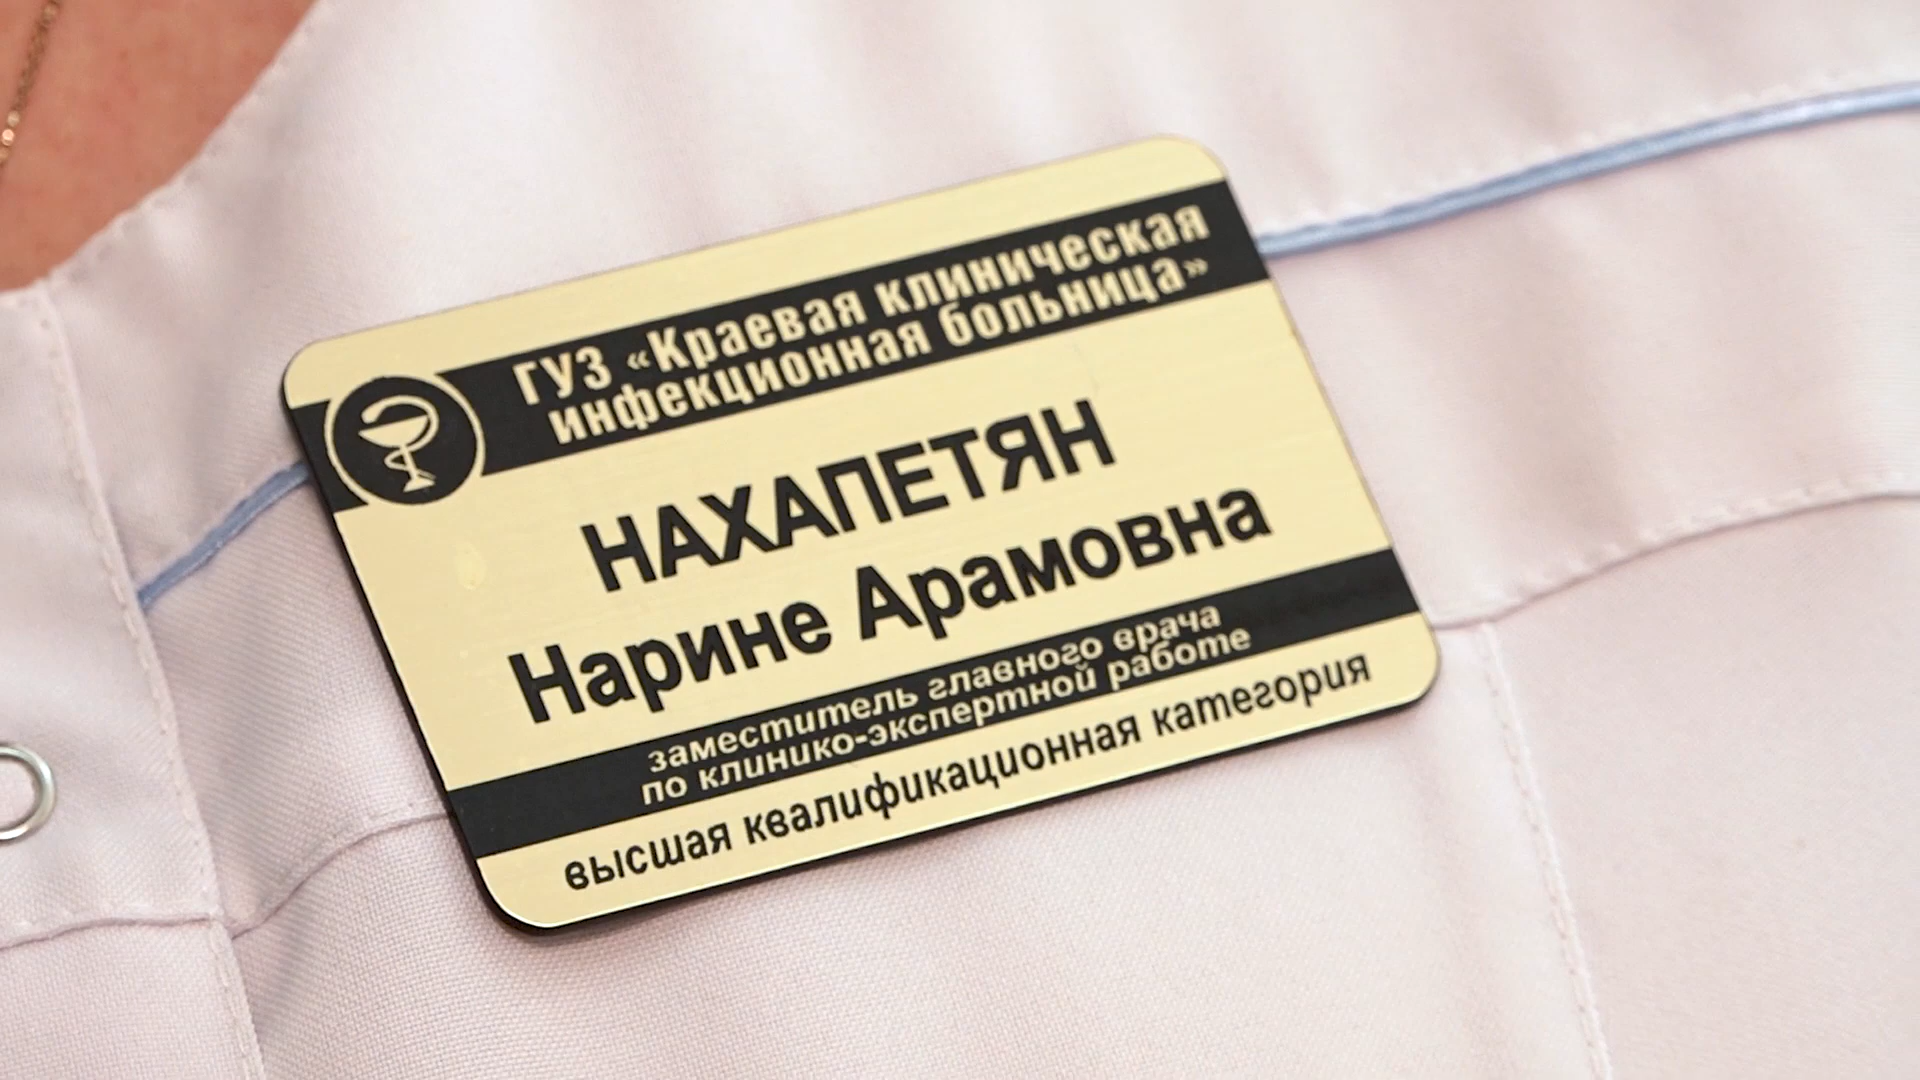 ГУЗ «Краевая клиническая
инфекционная больница»
НАХАПЕТЯН
Нарине Арамовна
заместитель главного врача
по клинико-экспертной работе
высшая квалификационная категория